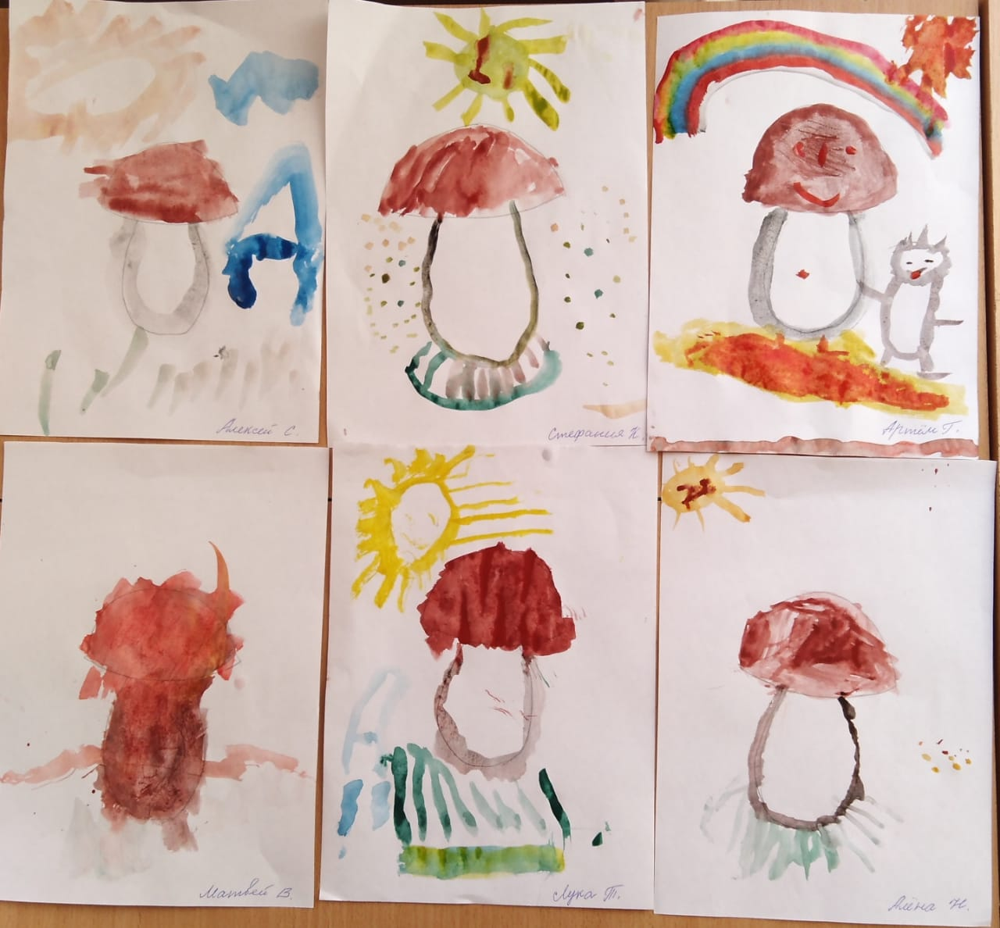 А
Алексей С.
Стефания К.
Артём Г.
Матвей В.
А
Лука Т.
Алёна Н.